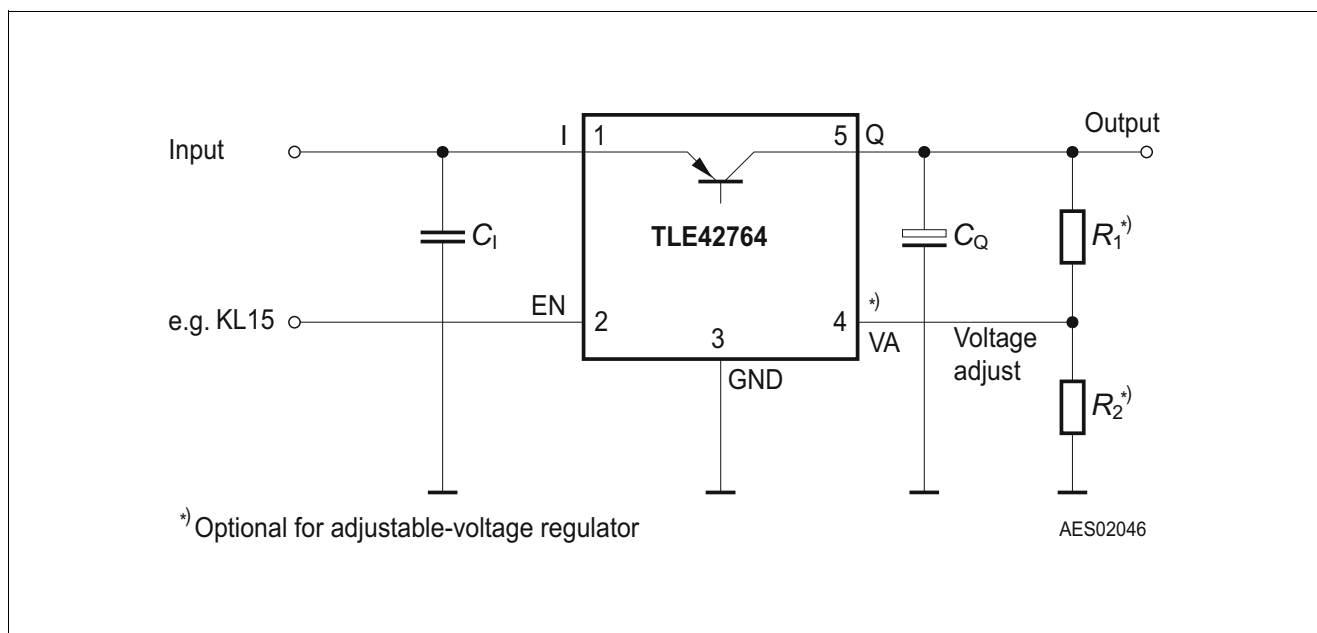 Input
I
1
5
Q
Output
TLE42764
C_I
C_Q
R_1*)
e.g. KL15
EN
2
3
4
*)
VA
GND
Voltage
adjust
R_2*)
*) Optional for adjustable-voltage regulator
AES02046